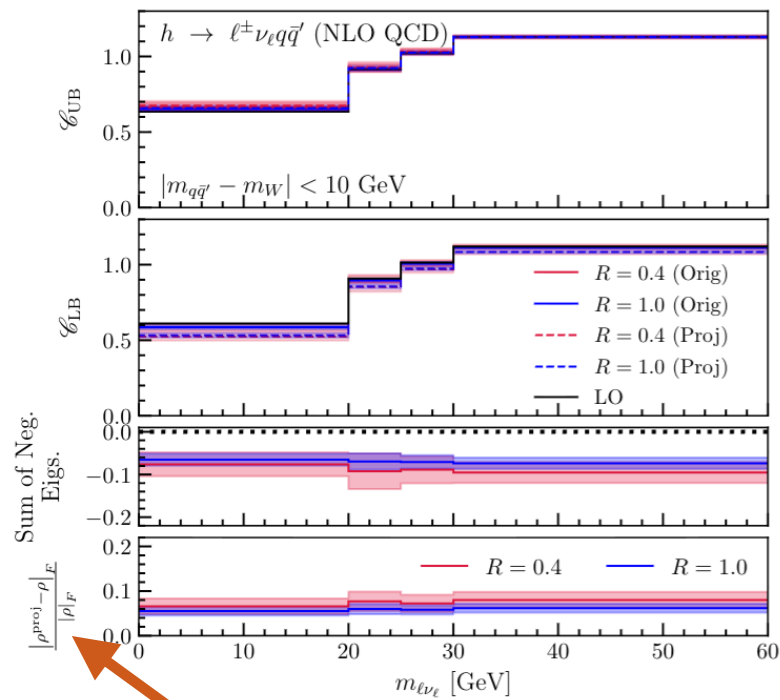 h → ℓ±νℓqq̄′ (NLO QCD)
1.0
0.5
0.0
𝒞UB
|mqq̄′ − mW| < 10 GeV
1.0
0.5
0.0
𝒞LB
R = 0.4 (Orig)
R = 1.0 (Orig)
R = 0.4 (Proj)
R = 1.0 (Proj)
LO
0.0
−0.1
−0.2
Sum of Neg.
Eigs.
0.2
0.1
0.0
|ρproj−ρ|F
|ρ|F
R = 0.4
R = 1.0
0 10 20 30 40 50 60
mℓνℓ [GeV]